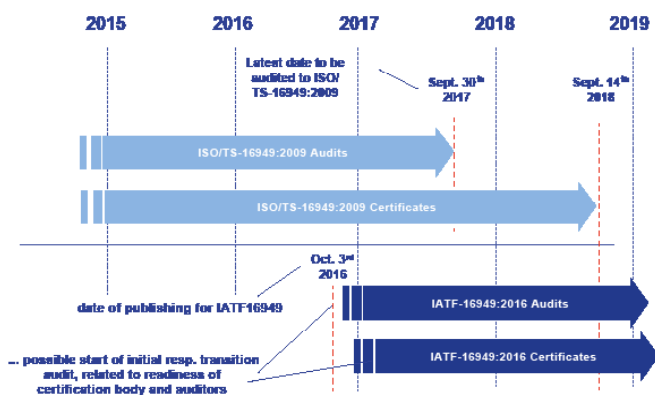 2015 2016 2017 2018 2019
Latest date to be
audited to ISO/
TS-16949:2009
Sept. 30th
2017
Sept. 14th
2018
ISO/TS-16949:2009 Audits
ISO/TS-16949:2009 Certificates
Oct. 3rd
2016
date of publishing for IATF16949
IATF-16949:2016 Audits
... possible start of initial resp. transition
audit, related to readiness of
certification body and auditors
IATF-16949:2016 Certificates